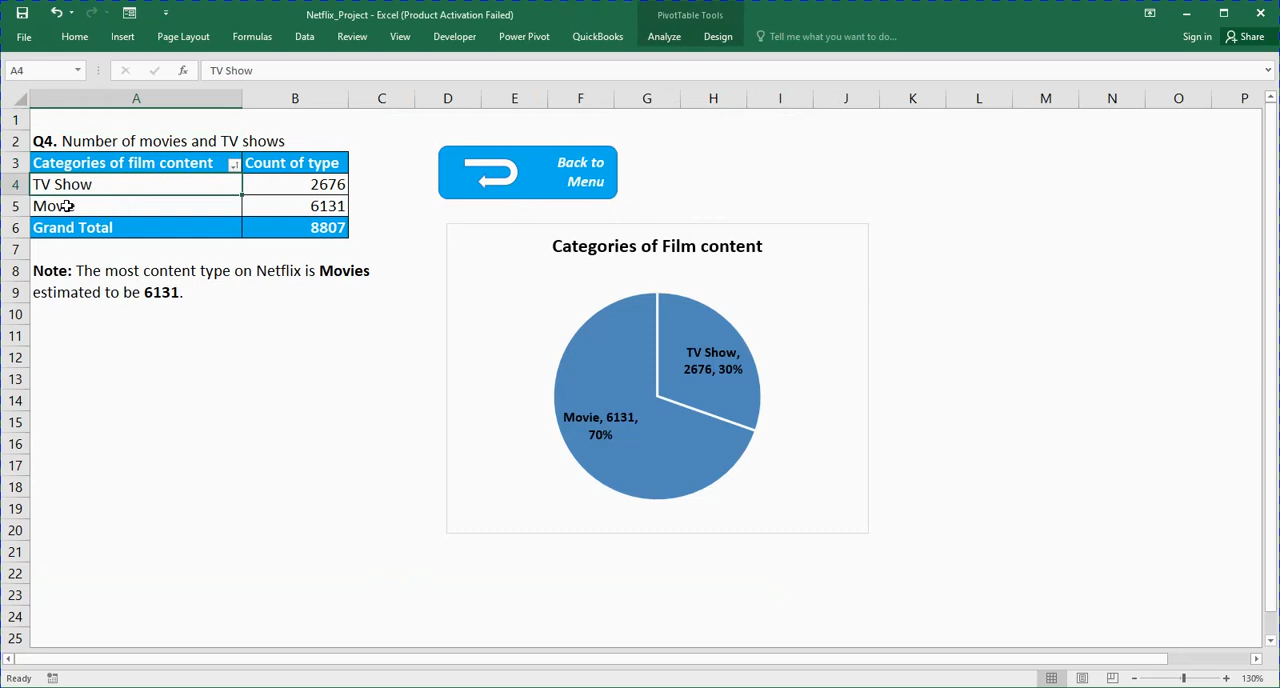 Netflix_Project - Excel (Product Activation Failed)
PivotTable Tools
File Home Insert Page Layout Formulas Data Review View Developer Power Pivot QuickBooks Analyze Design Tell me what you want to do... Sign in Share
A4 fx TV Show
A B C D E F G H I J K L M N O P
1
2 Q4. Number of movies and TV shows
3 Categories of film content Count of type
4 TV Show 2676
5 Movie 6131
6 Grand Total 8807
7
8 Note: The most content type on Netflix is Movies
9 estimated to be 6131.
10
11
12
13
14
15
16
17
18
19
20
21
22
23
24
25
Back to
Menu
Categories of Film content
TV Show,
2676, 30%
Movie, 6131,
70%
Ready 130%